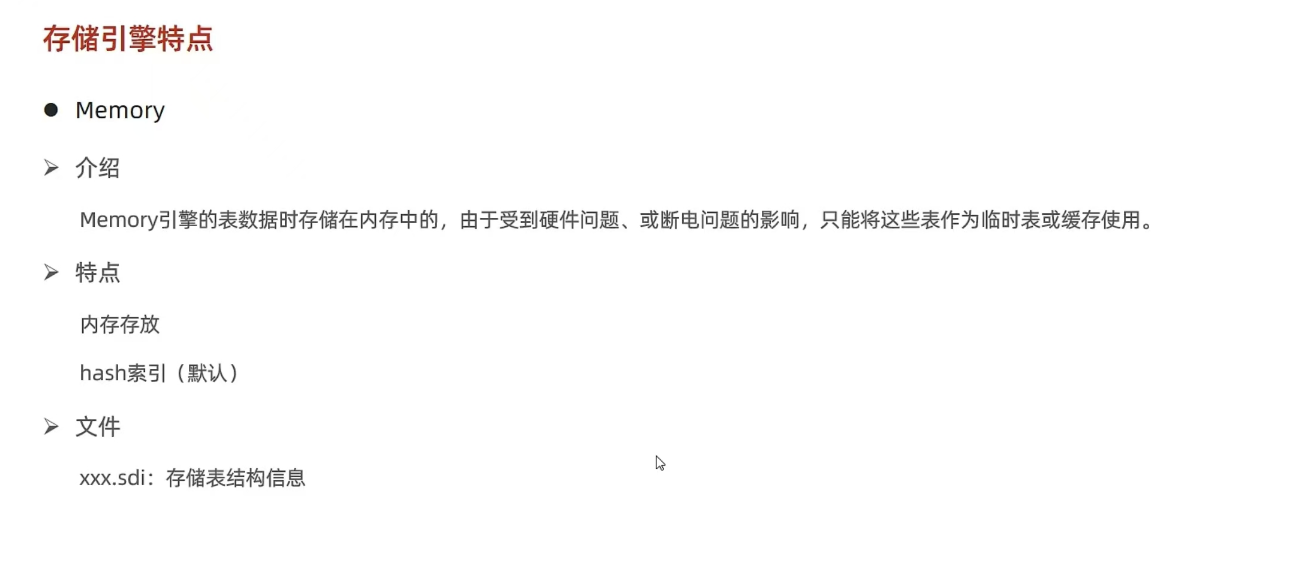 存储引擎特点
● Memory
➢ 介绍
Memory引擎的表数据时存储在内存中的，由于受到硬件问题、或断电问题的影响，只能将这些表作为临时表或缓存使用。
➢ 特点
内存存放
hash索引（默认）
➢ 文件
xxx.sdi：存储表结构信息